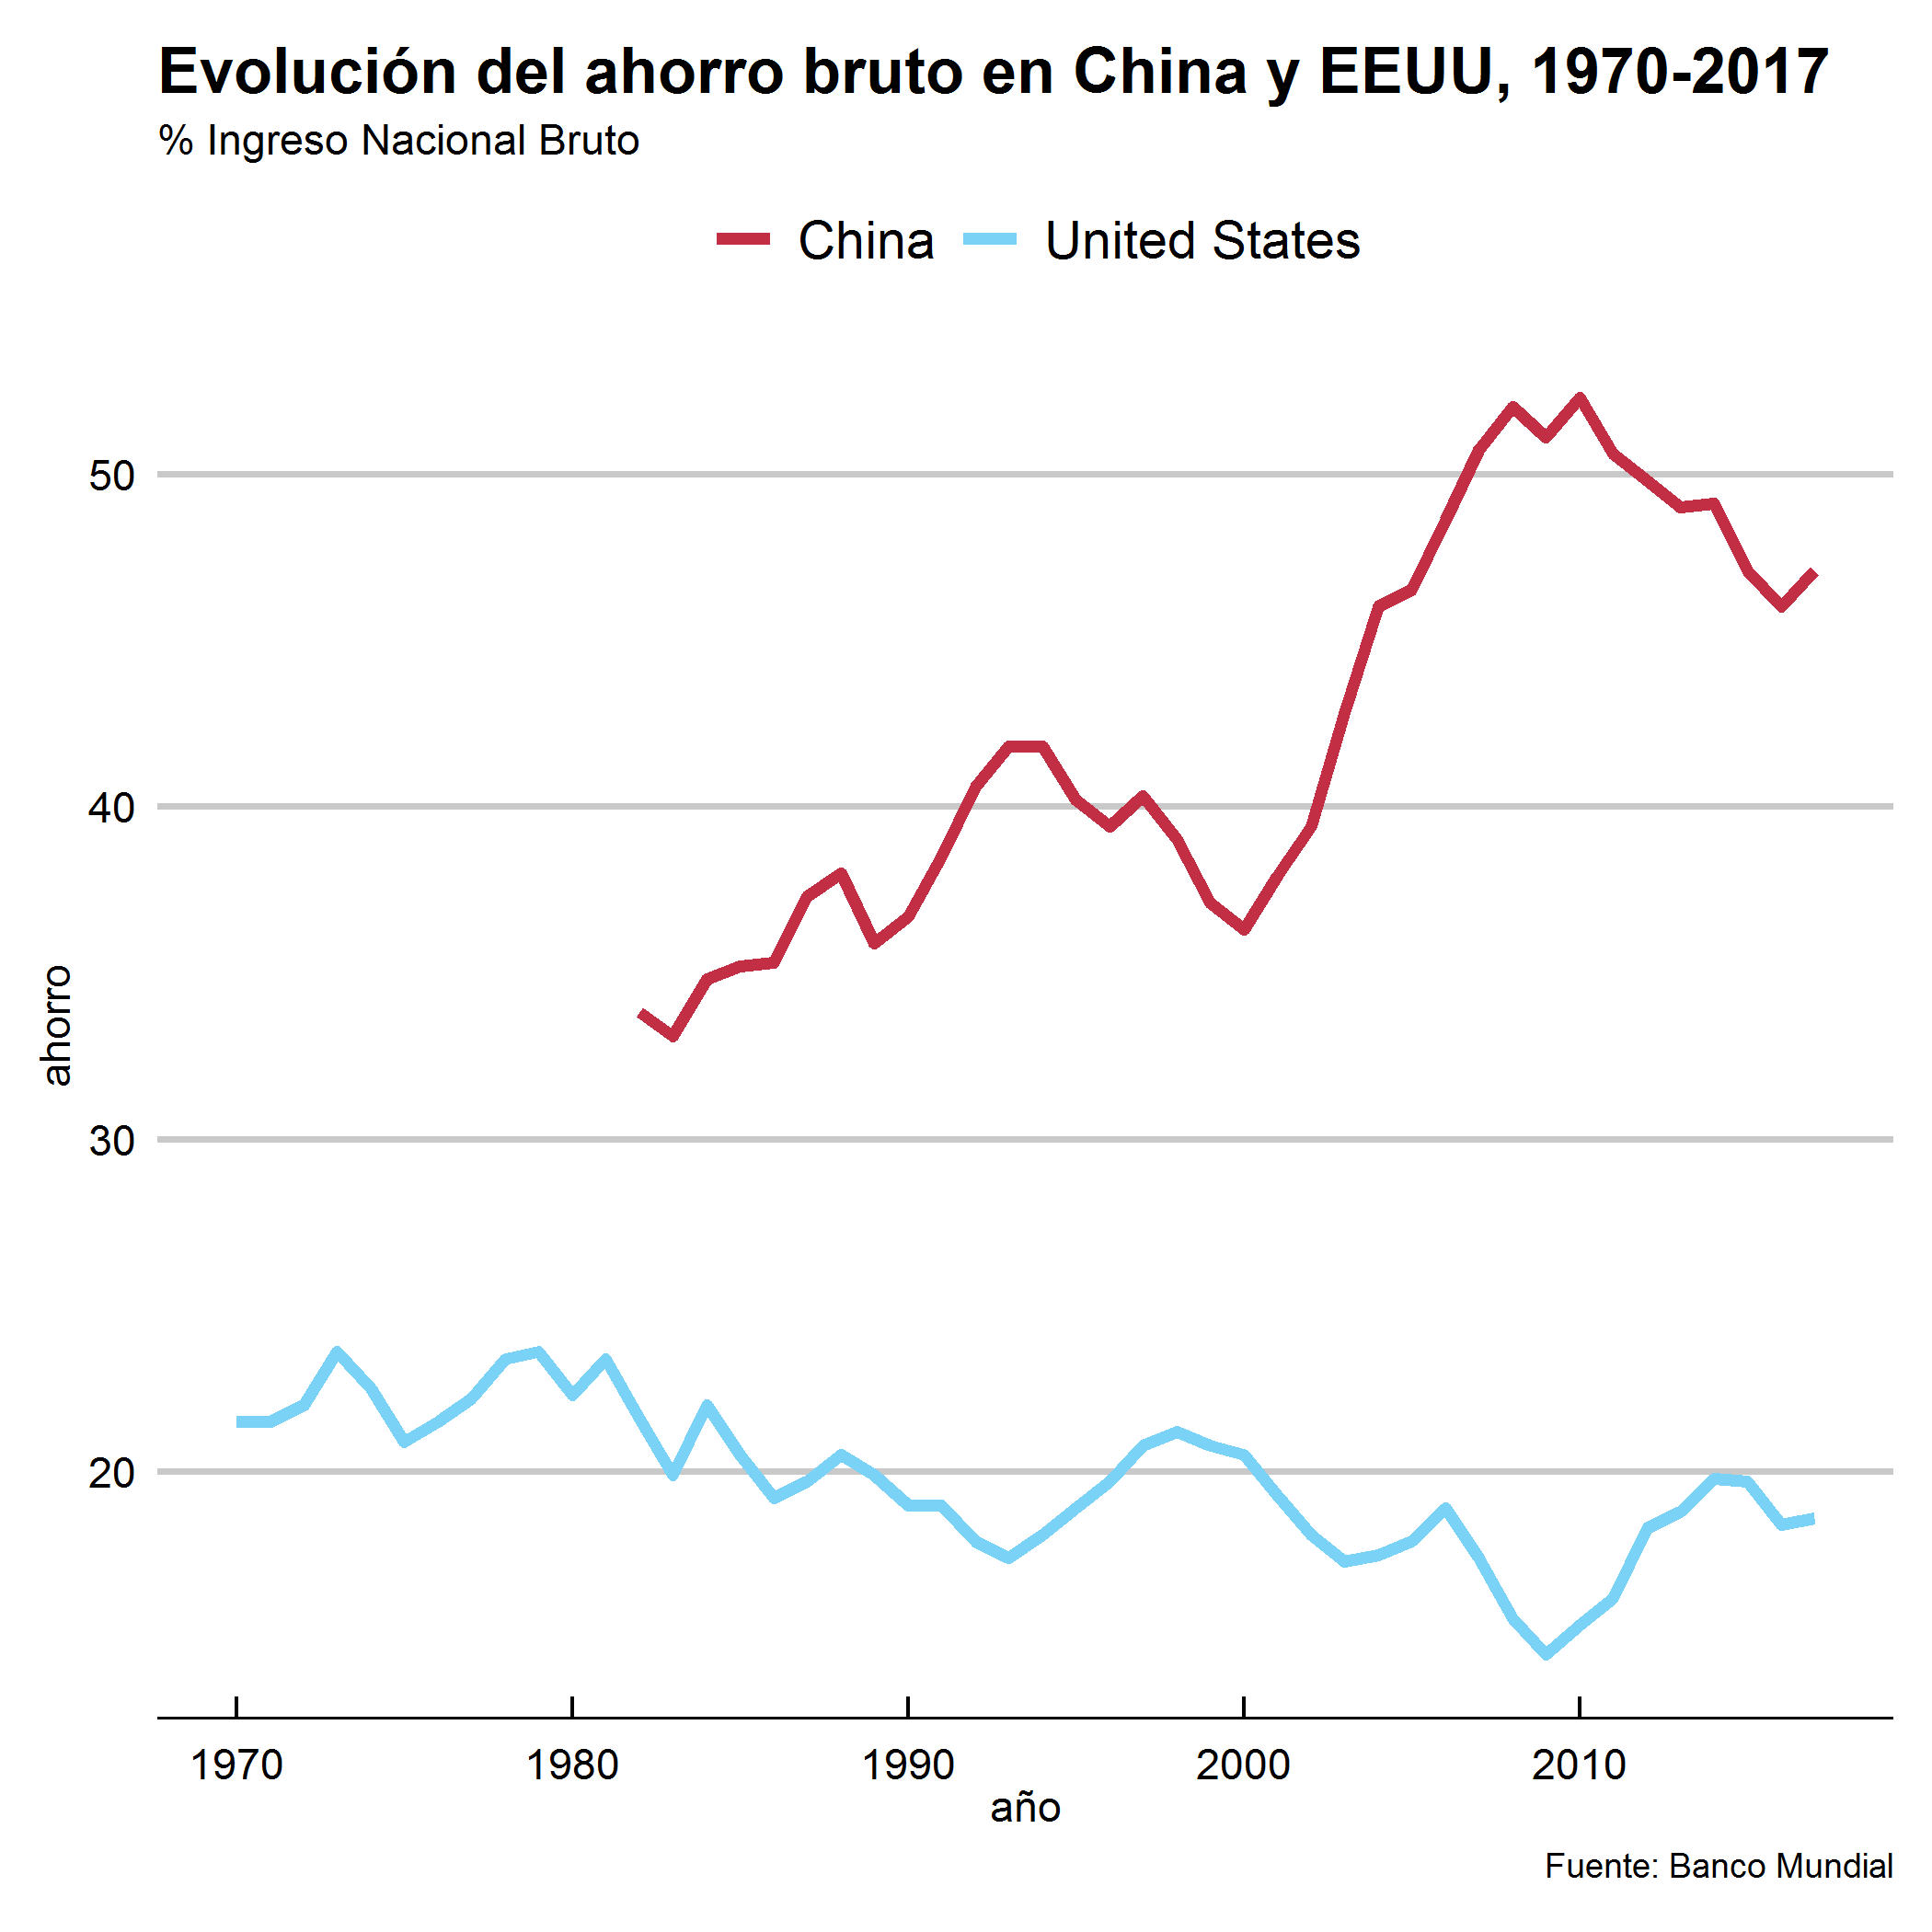 Evolución del ahorro bruto en China y EEUU, 1970-2017
% Ingreso Nacional Bruto
China United States
50
40
30
20
ahorro
1970 1980 1990 2000 2010
año
Fuente: Banco Mundial